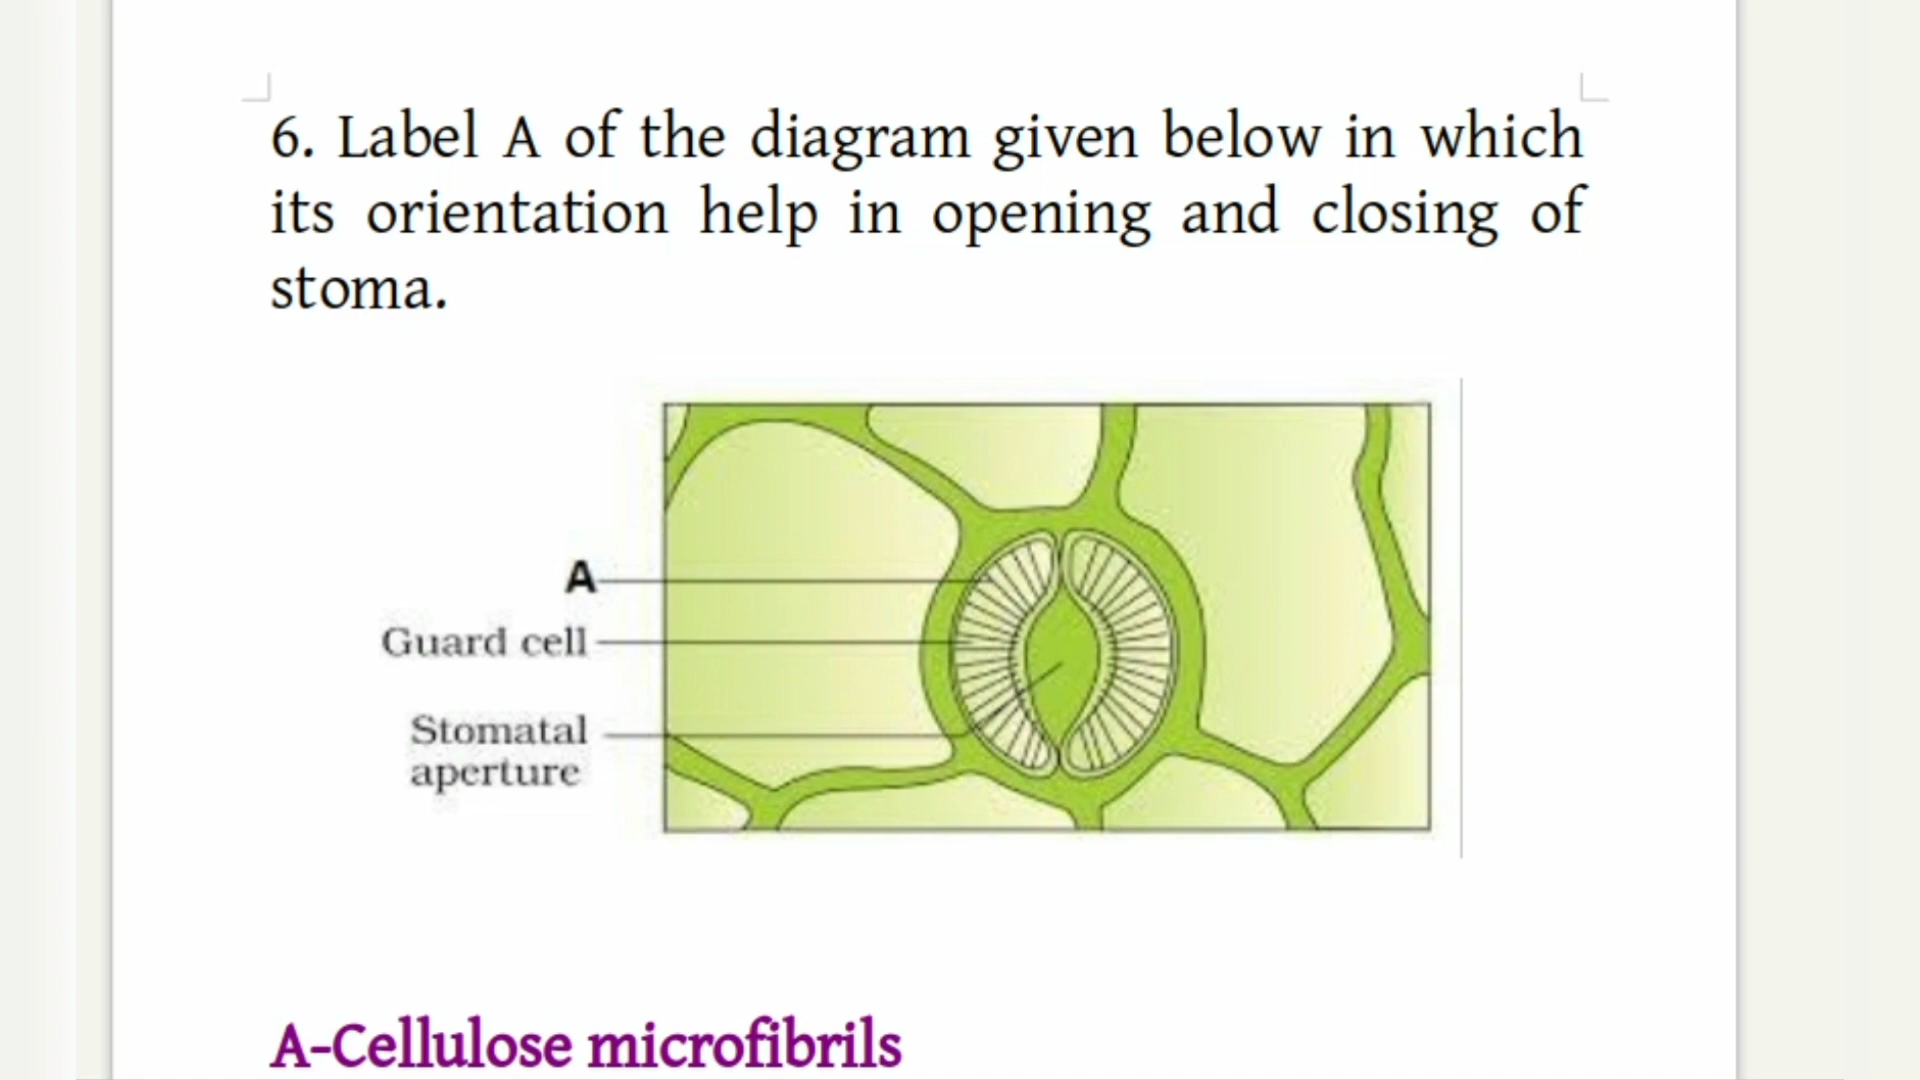 6. Label A of the diagram given below in which
its orientation help in opening and closing of
stoma.
A
Guard cell
Stomatal
aperture
A-Cellulose microfibrils